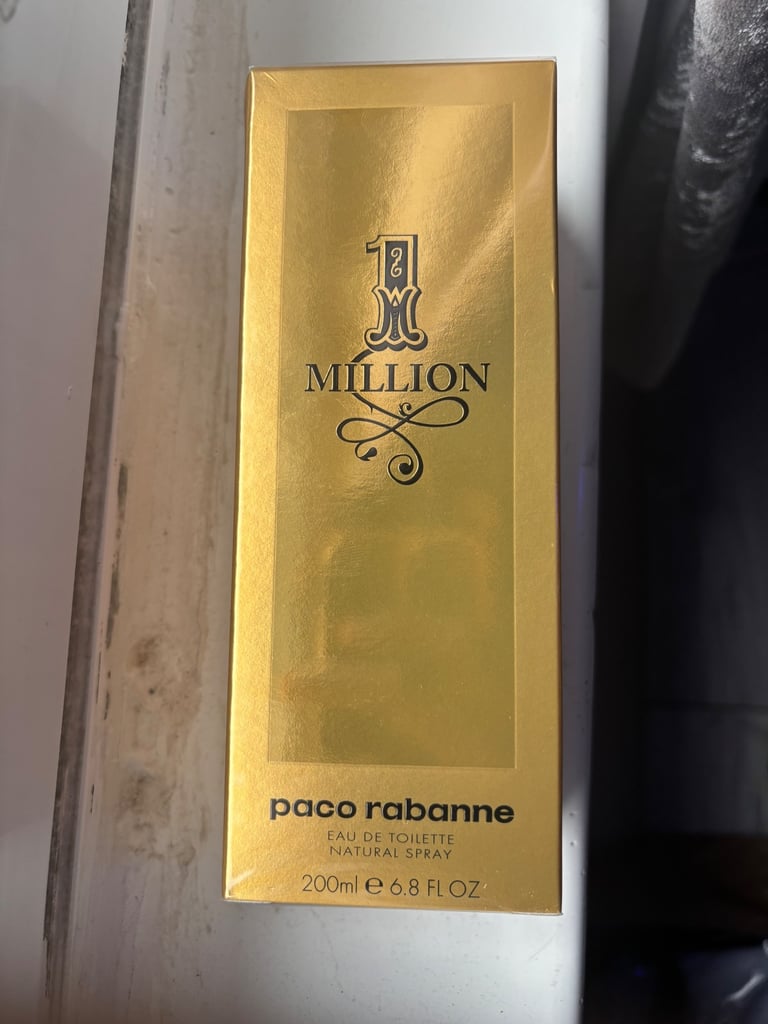 1
MILLION
paco rabanne
EAU DE TOILETTE
NATURAL SPRAY
200ml e 6.8 FL OZ